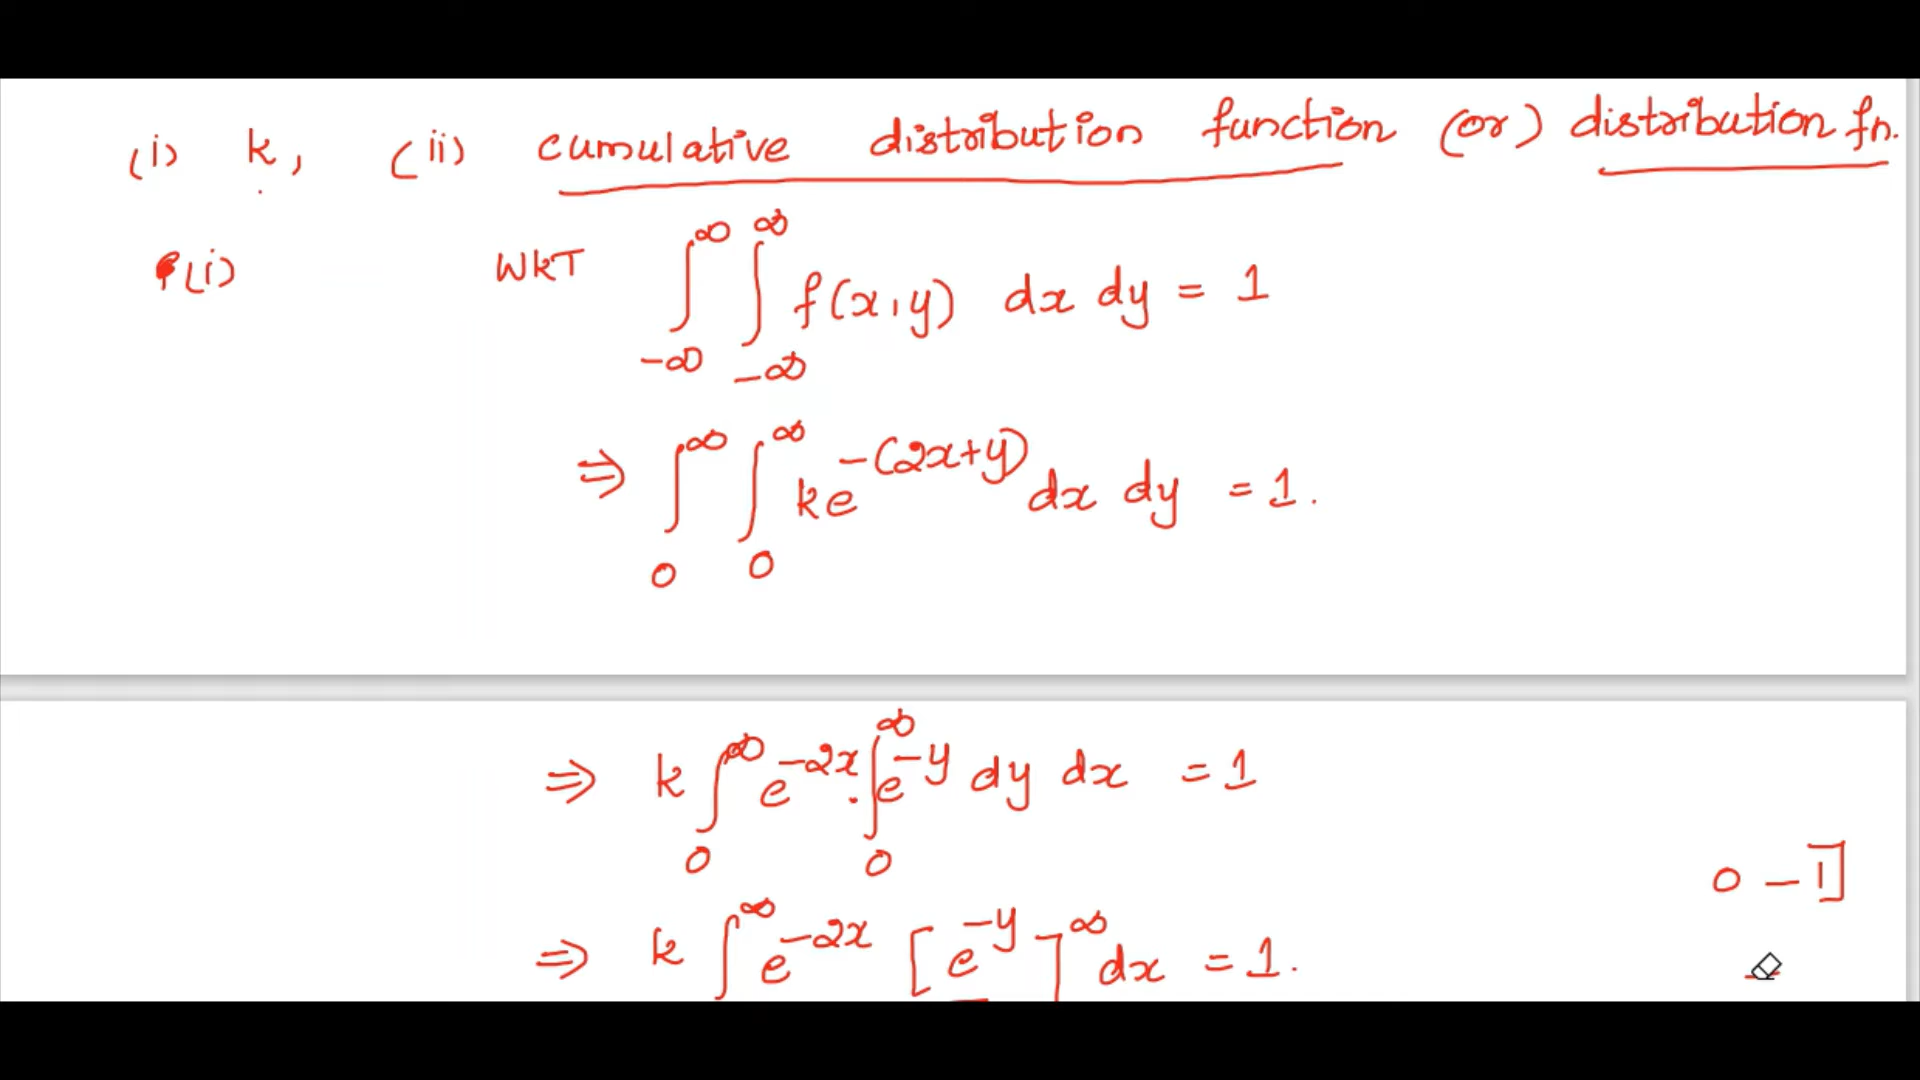 (i) k, (ii) cumulative distribution function (or) distribution fn.
(i) WKT ∫_{-∞}^{∞} ∫_{-∞}^{∞} f(x,y) dx dy = 1
⇒ ∫_0^∞ ∫_0^∞ ke^{-(2x+y)} dx dy = 1.
⇒ k ∫_0^∞ e^{-2x} . ∫_0^∞ e^{-y} dy dx = 1
0 - 1]
⇒ k ∫^∞ e^{-2x} [e^{-y}]^∞ dx = 1.